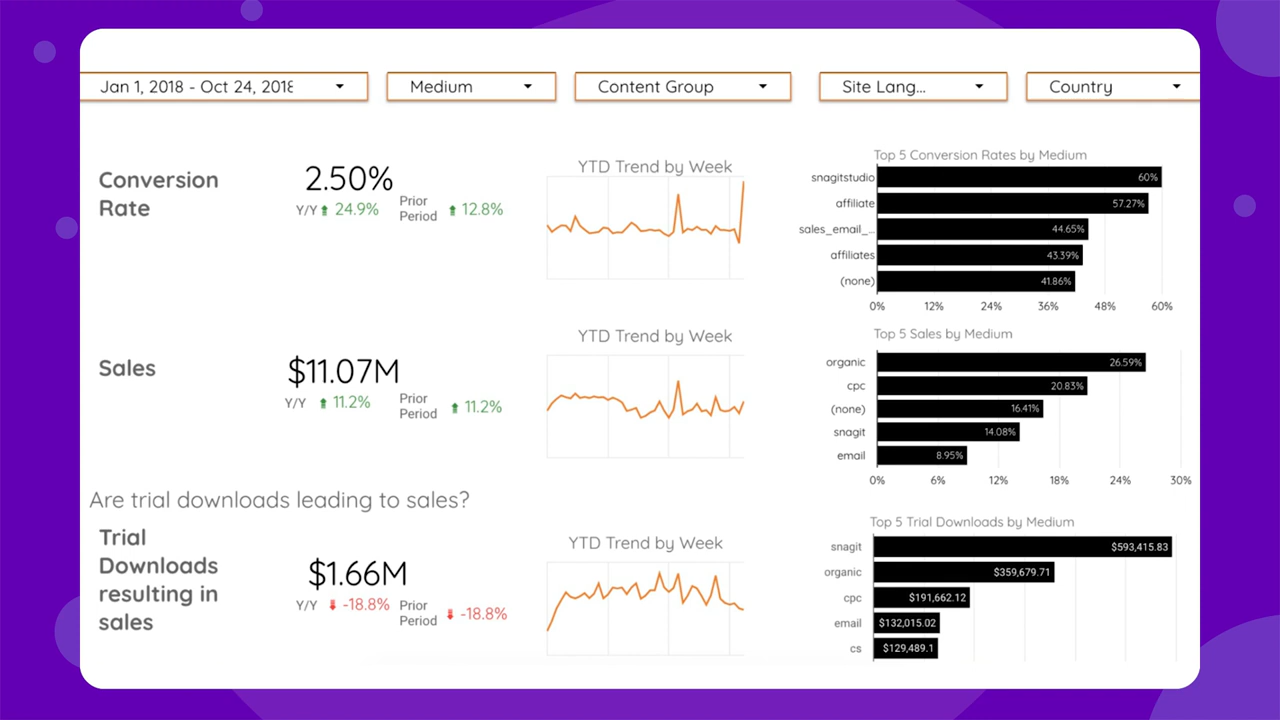 Jan 1, 2018 - Oct 24, 2018
Medium
Content Group
Site Lang...
Country
Conversion
Rate
2.50%
Y/Y 24.9%
Prior
Period
12.8%
YTD Trend by Week
Top 5 Conversion Rates by Medium
snagitstudio 60%
affiliate 57.27%
sales_email_... 44.65%
affiliates 43.39%
(none) 41.86%
0% 12% 24% 36% 48% 60%
Sales
$11.07M
Y/Y 11.2%
Prior
Period
11.2%
YTD Trend by Week
Top 5 Sales by Medium
organic 26.59%
cpc 20.83%
(none) 16.41%
snagit 14.08%
email 8.95%
0% 6% 12% 18% 24% 30%
Are trial downloads leading to sales?
Trial
Downloads
resulting in
sales
$1.66M
Y/Y -18.8%
Prior
Period
-18.8%
YTD Trend by Week
Top 5 Trial Downloads by Medium
snagit $593,415.83
organic $359,679.71
cpc $191,662.12
email $132,015.02
cs $129,489.1